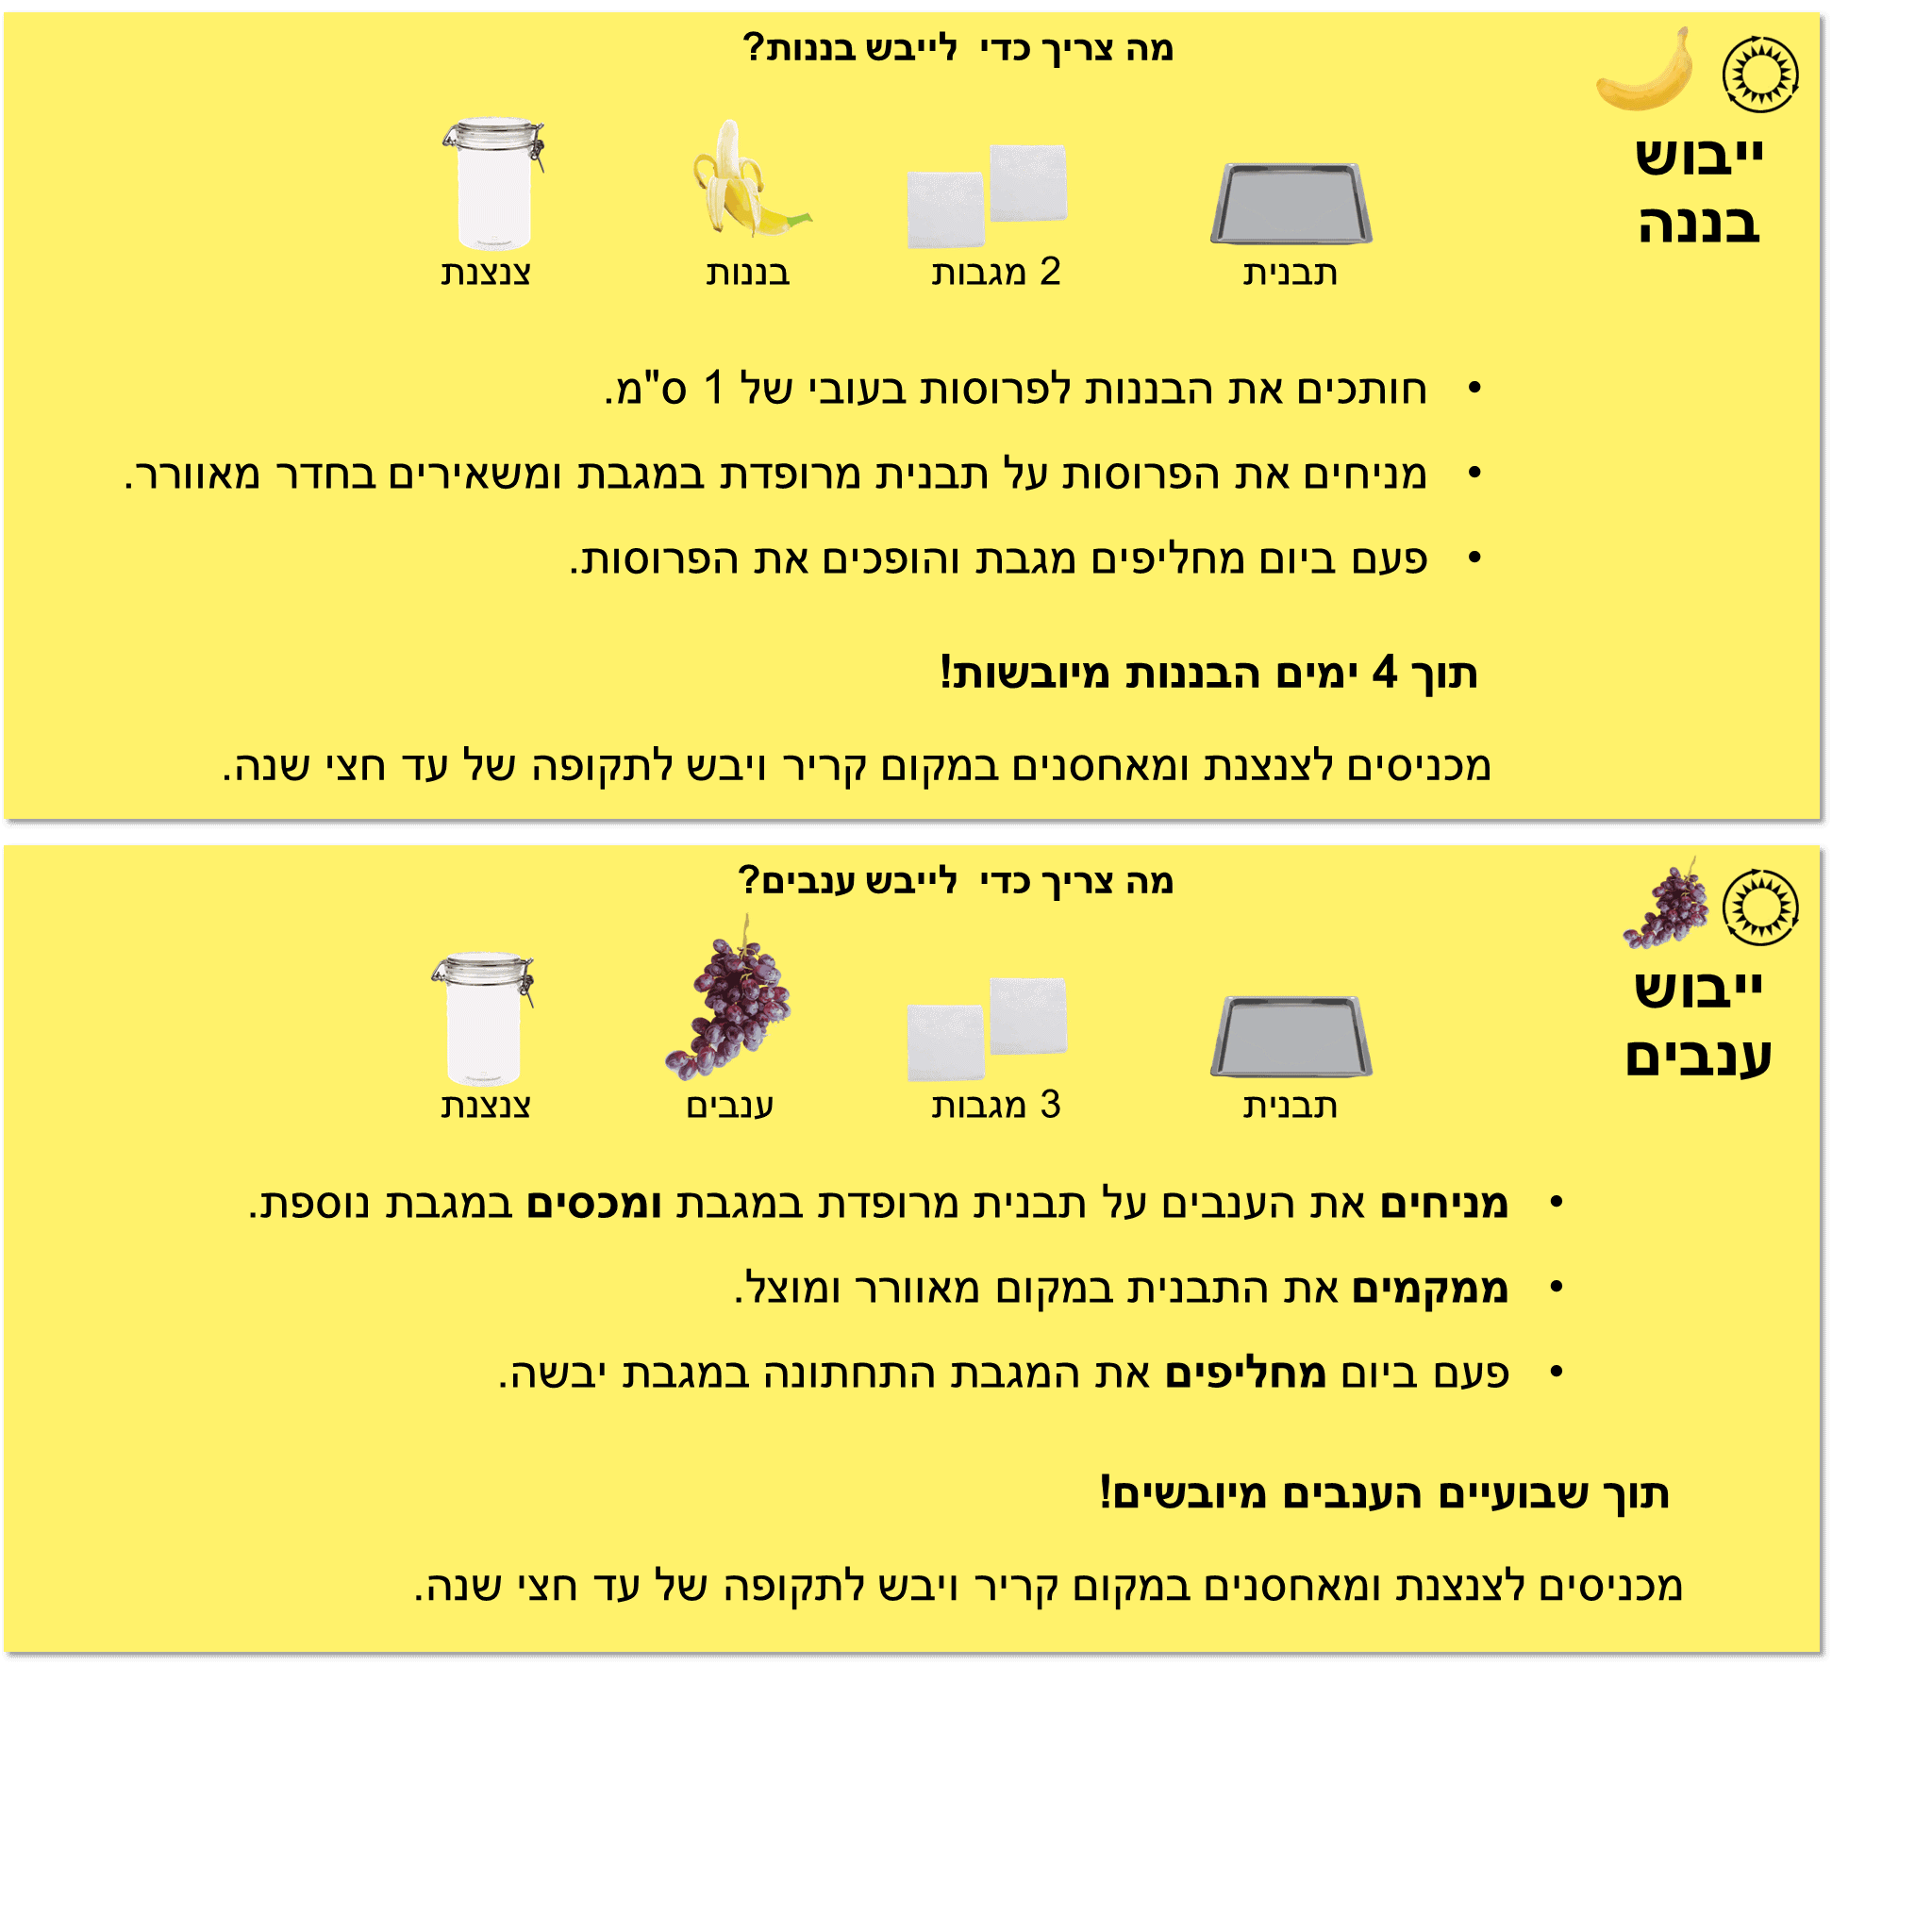 ייבוש
בננה
מה צריך כדי  לייבש בננות?
תבנית
2 מגבות
בננות
צנצנת
• חותכים את הבננות לפרוסות בעובי של 1 ס"מ.
• מניחים את הפרוסות על תבנית מרופדת במגבת ומשאירים בחדר מאוורר.
• פעם ביום מחליפים מגבת והופכים את הפרוסות.
תוך 4 ימים הבננות מיובשות!
מכניסים לצנצנת ומאחסנים במקום קריר ויבש לתקופה של עד חצי שנה.
ייבוש
ענבים
מה צריך כדי  לייבש ענבים?
תבנית
3 מגבות
ענבים
צנצנת
• מניחים את הענבים על תבנית מרופדת במגבת ומכסים במגבת נוספת.
• ממקמים את התבנית במקום מאוורר ומוצל.
• פעם ביום מחליפים את המגבת התחתונה במגבת יבשה.
תוך שבועיים הענבים מיובשים!
מכניסים לצנצנת ומאחסנים במקום קריר ויבש לתקופה של עד חצי שנה.